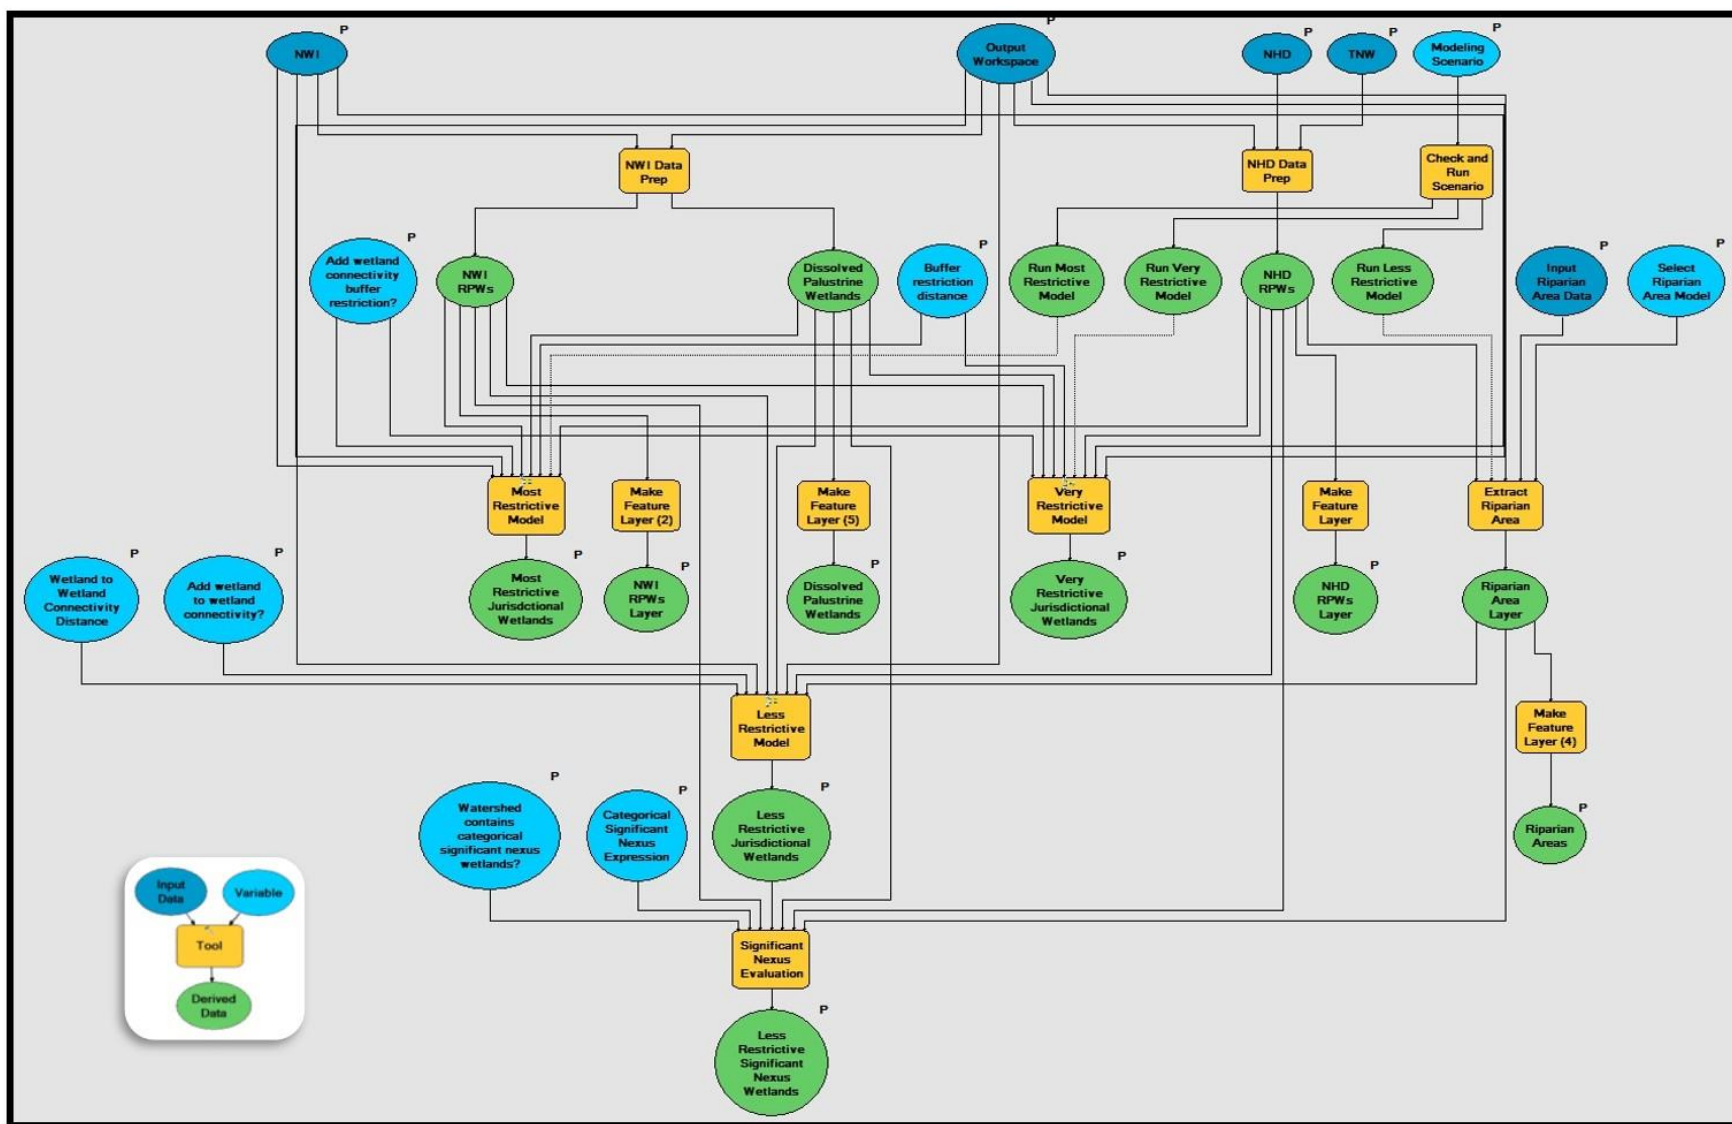 P
NWI
P
Output
Workspace
P
NHD
P
TNW
P
Modeling
Scenario
NWI Data
Prep
NHD Data
Prep
Check and
Run
Scenario
P
Add wetland
connectivity
buffer
restriction?
NWI
RPWs
Dissolved
Palustrine
Wetlands
P
Buffer
restriction
distance
Run Most
Restrictive
Model
Run Very
Restrictive
Model
NHD
RPWs
Run Less
Restrictive
Model
P
Input
Riparian
Area Data
P
Select
Riparian
Area Model
Most
Restrictive
Model
Make
Feature
Layer (2)
Make
Feature
Layer (5)
Very
Restrictive
Model
Make
Feature
Layer
Extract
Riparian
Area
P
Wetland to
Wetland
Connectivity
Distance
P
Add wetland
to wetland
connectivity?
P
Most
Restrictive
Jurisdctional
Wetlands
P
NWI
RPWs
Layer
P
Dissolved
Palustrine
Wetlands
P
Very
Restrictive
Jurisdictional
Wetlands
P
NHD
RPWs
Layer
P
Riparian
Area
Layer
Less
Restrictive
Model
Make
Feature
Layer (4)
P
Watershed
contains
categorical
significant nexus
wetlands?
P
Categorical
Significant
Nexus
Expression
P
Less
Restrictive
Jurisdictional
Wetlands
P
Riparian
Areas
Input
Data
Variable
Tool
Derived
Data
Significant
Nexus
Evaluation
P
Less
Restrictive
Significant
Nexus
Wetlands